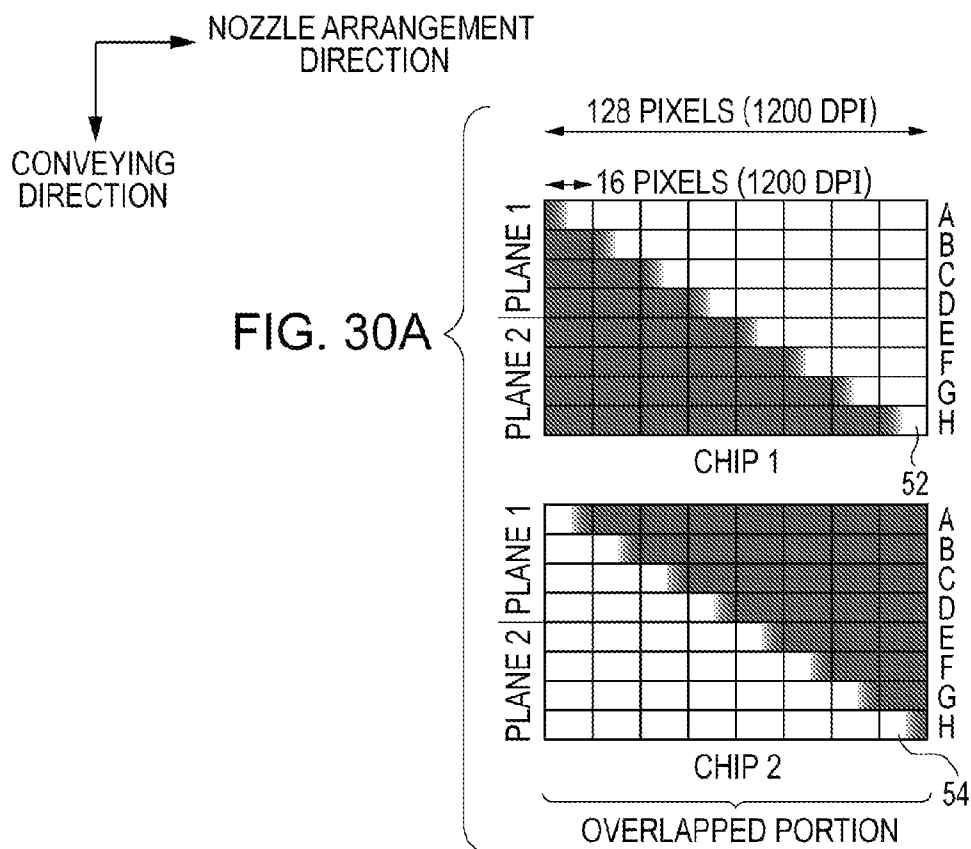 NOZZLE ARRANGEMENT
DIRECTION
CONVEYING
DIRECTION
128 PIXELS (1200 DPI)
16 PIXELS (1200 DPI)
FIG. 30A
PLANE 1
PLANE 2
A
B
C
D
E
F
G
H
CHIP 1
52
PLANE 1
PLANE 2
A
B
C
D
E
F
G
H
CHIP 2
54
OVERLAPPED PORTION